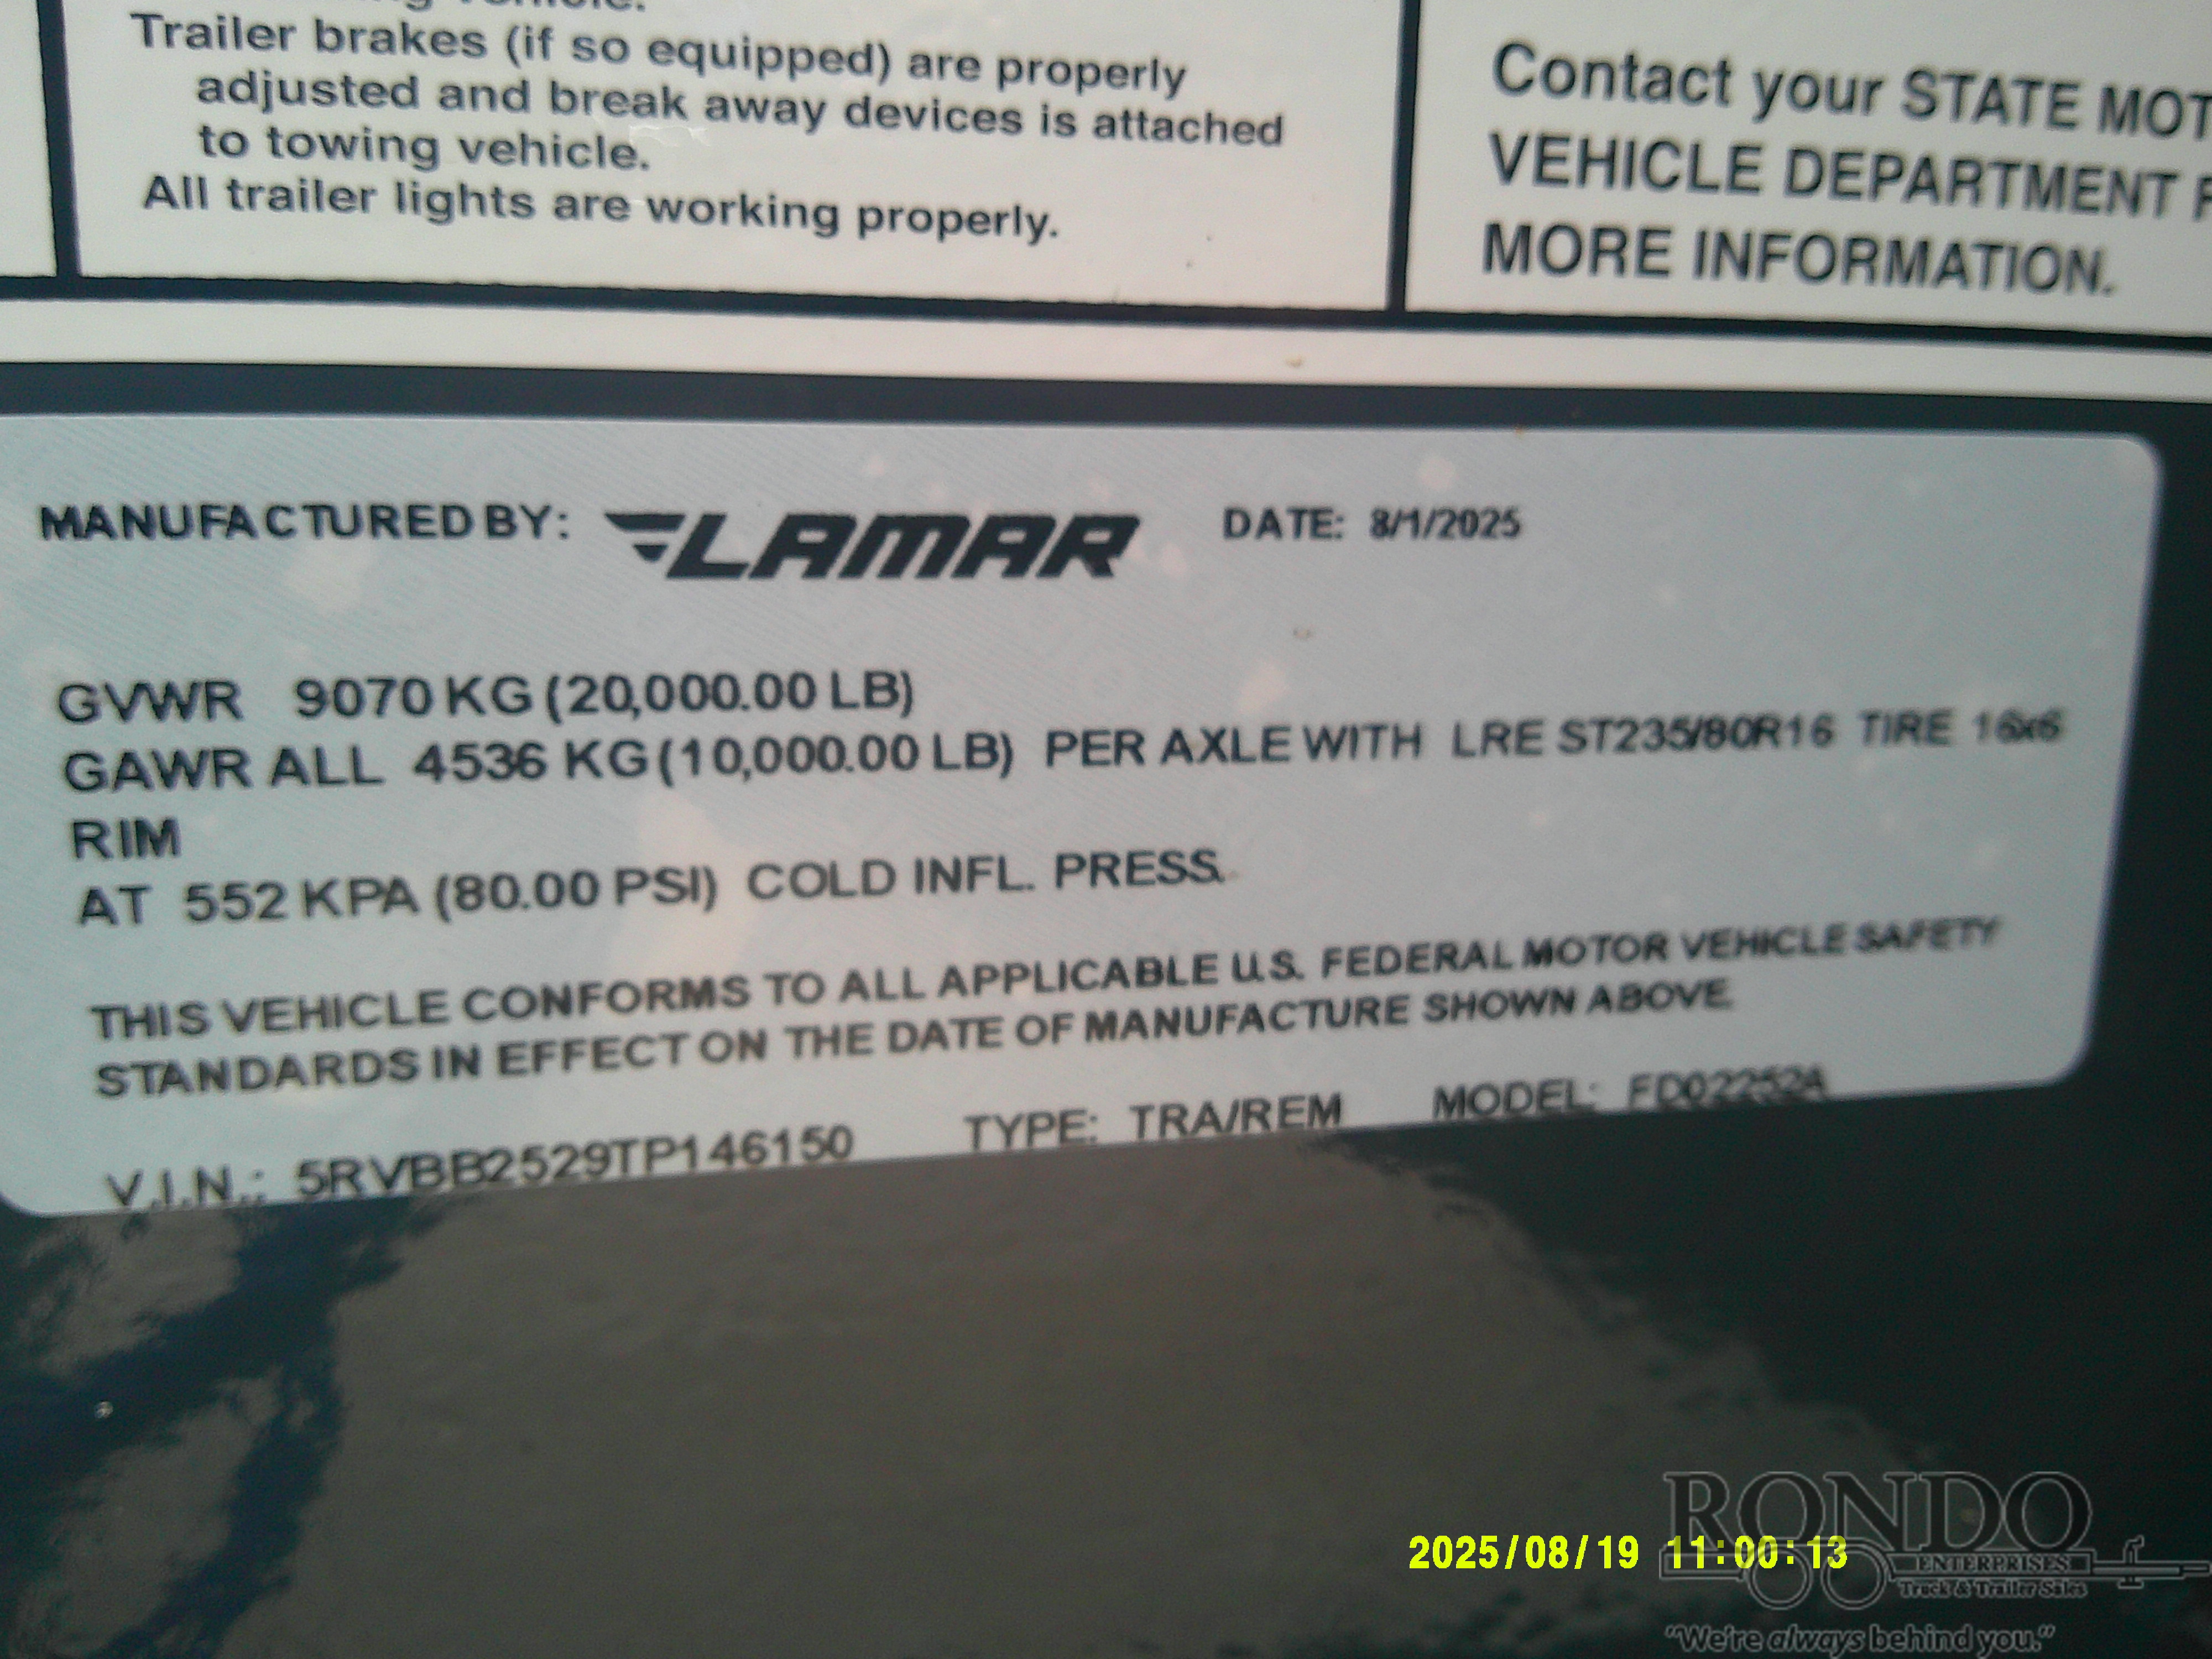 Trailer brakes (if so equipped) are properly
adjusted and break away devices is attached
to towing vehicle.
All trailer lights are working properly.
Contact your STATE MOT
VEHICLE DEPARTMENT F
MORE INFORMATION.
MANUFACTURED BY: LAMAR DATE: 8/1/2025
GVWR 9070 KG (20,000.00 LB)
GAWR ALL 4536 KG (10,000.00 LB) PER AXLE WITH LRE ST235/80R16 TIRE 16x6
RIM
AT 552 KPA (80.00 PSI) COLD INFL. PRESS.
THIS VEHICLE CONFORMS TO ALL APPLICABLE U.S. FEDERAL MOTOR VEHICLE SAFETY
STANDARDS IN EFFECT ON THE DATE OF MANUFACTURE SHOWN ABOVE
V.I.N.: 5RVBB2529TP146150 TYPE: TRA/REM MODEL: FD02252A
2025/08/19 11:00:13
RONDO
ENTERPRISES
Truck & Trailer Sales
"We're always behind you."